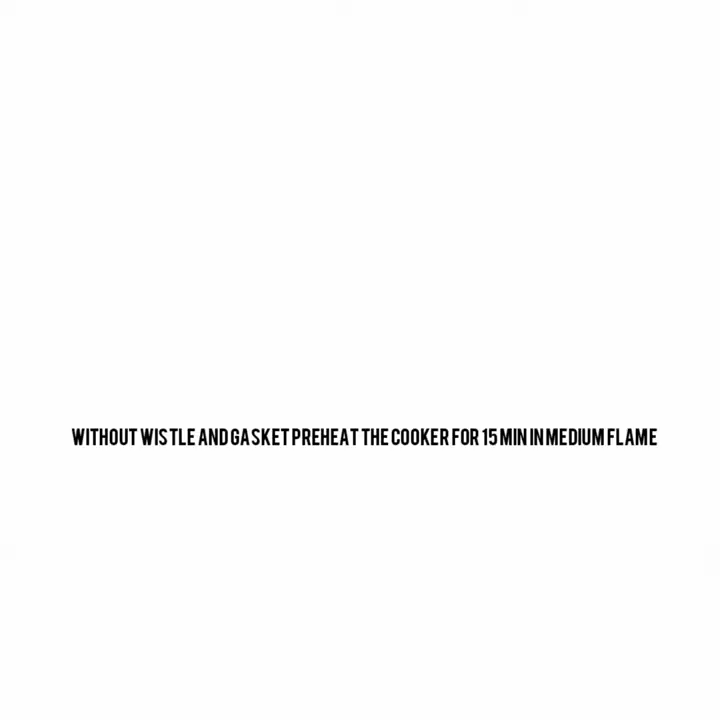 WITHOUT WISTLE AND GASKET PREHEAT THE COOKER FOR 15 MIN IN MEDIUM FLAME